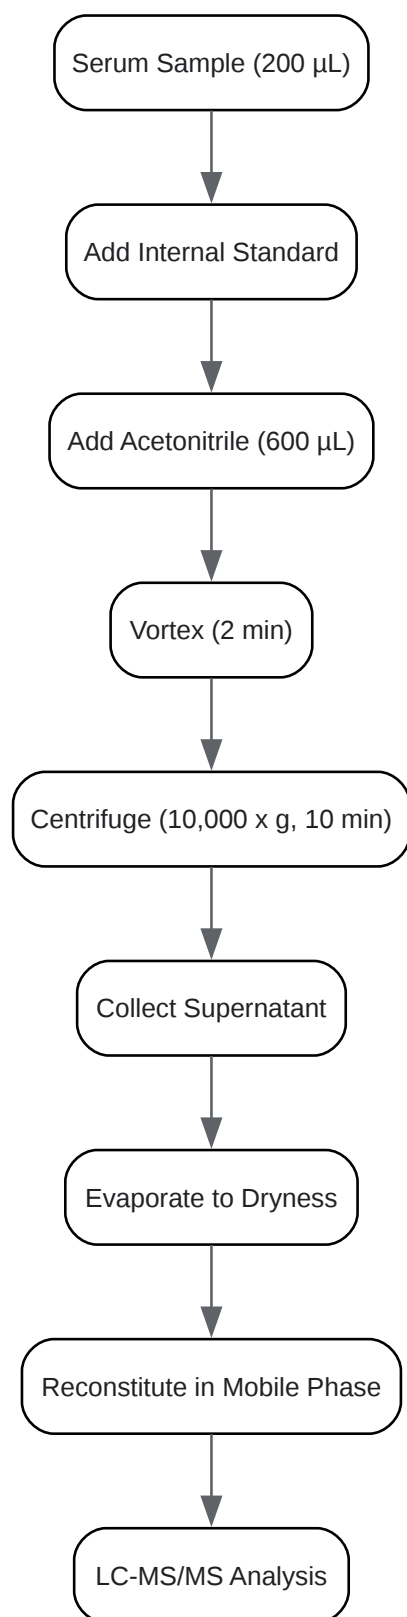 Serum Sample (200 µL)
Add Internal Standard
Add Acetonitrile (600 µL)
Vortex (2 min)
Centrifuge (10,000 x g, 10 min)
Collect Supernatant
Evaporate to Dryness
Reconstitute in Mobile Phase
LC-MS/MS Analysis